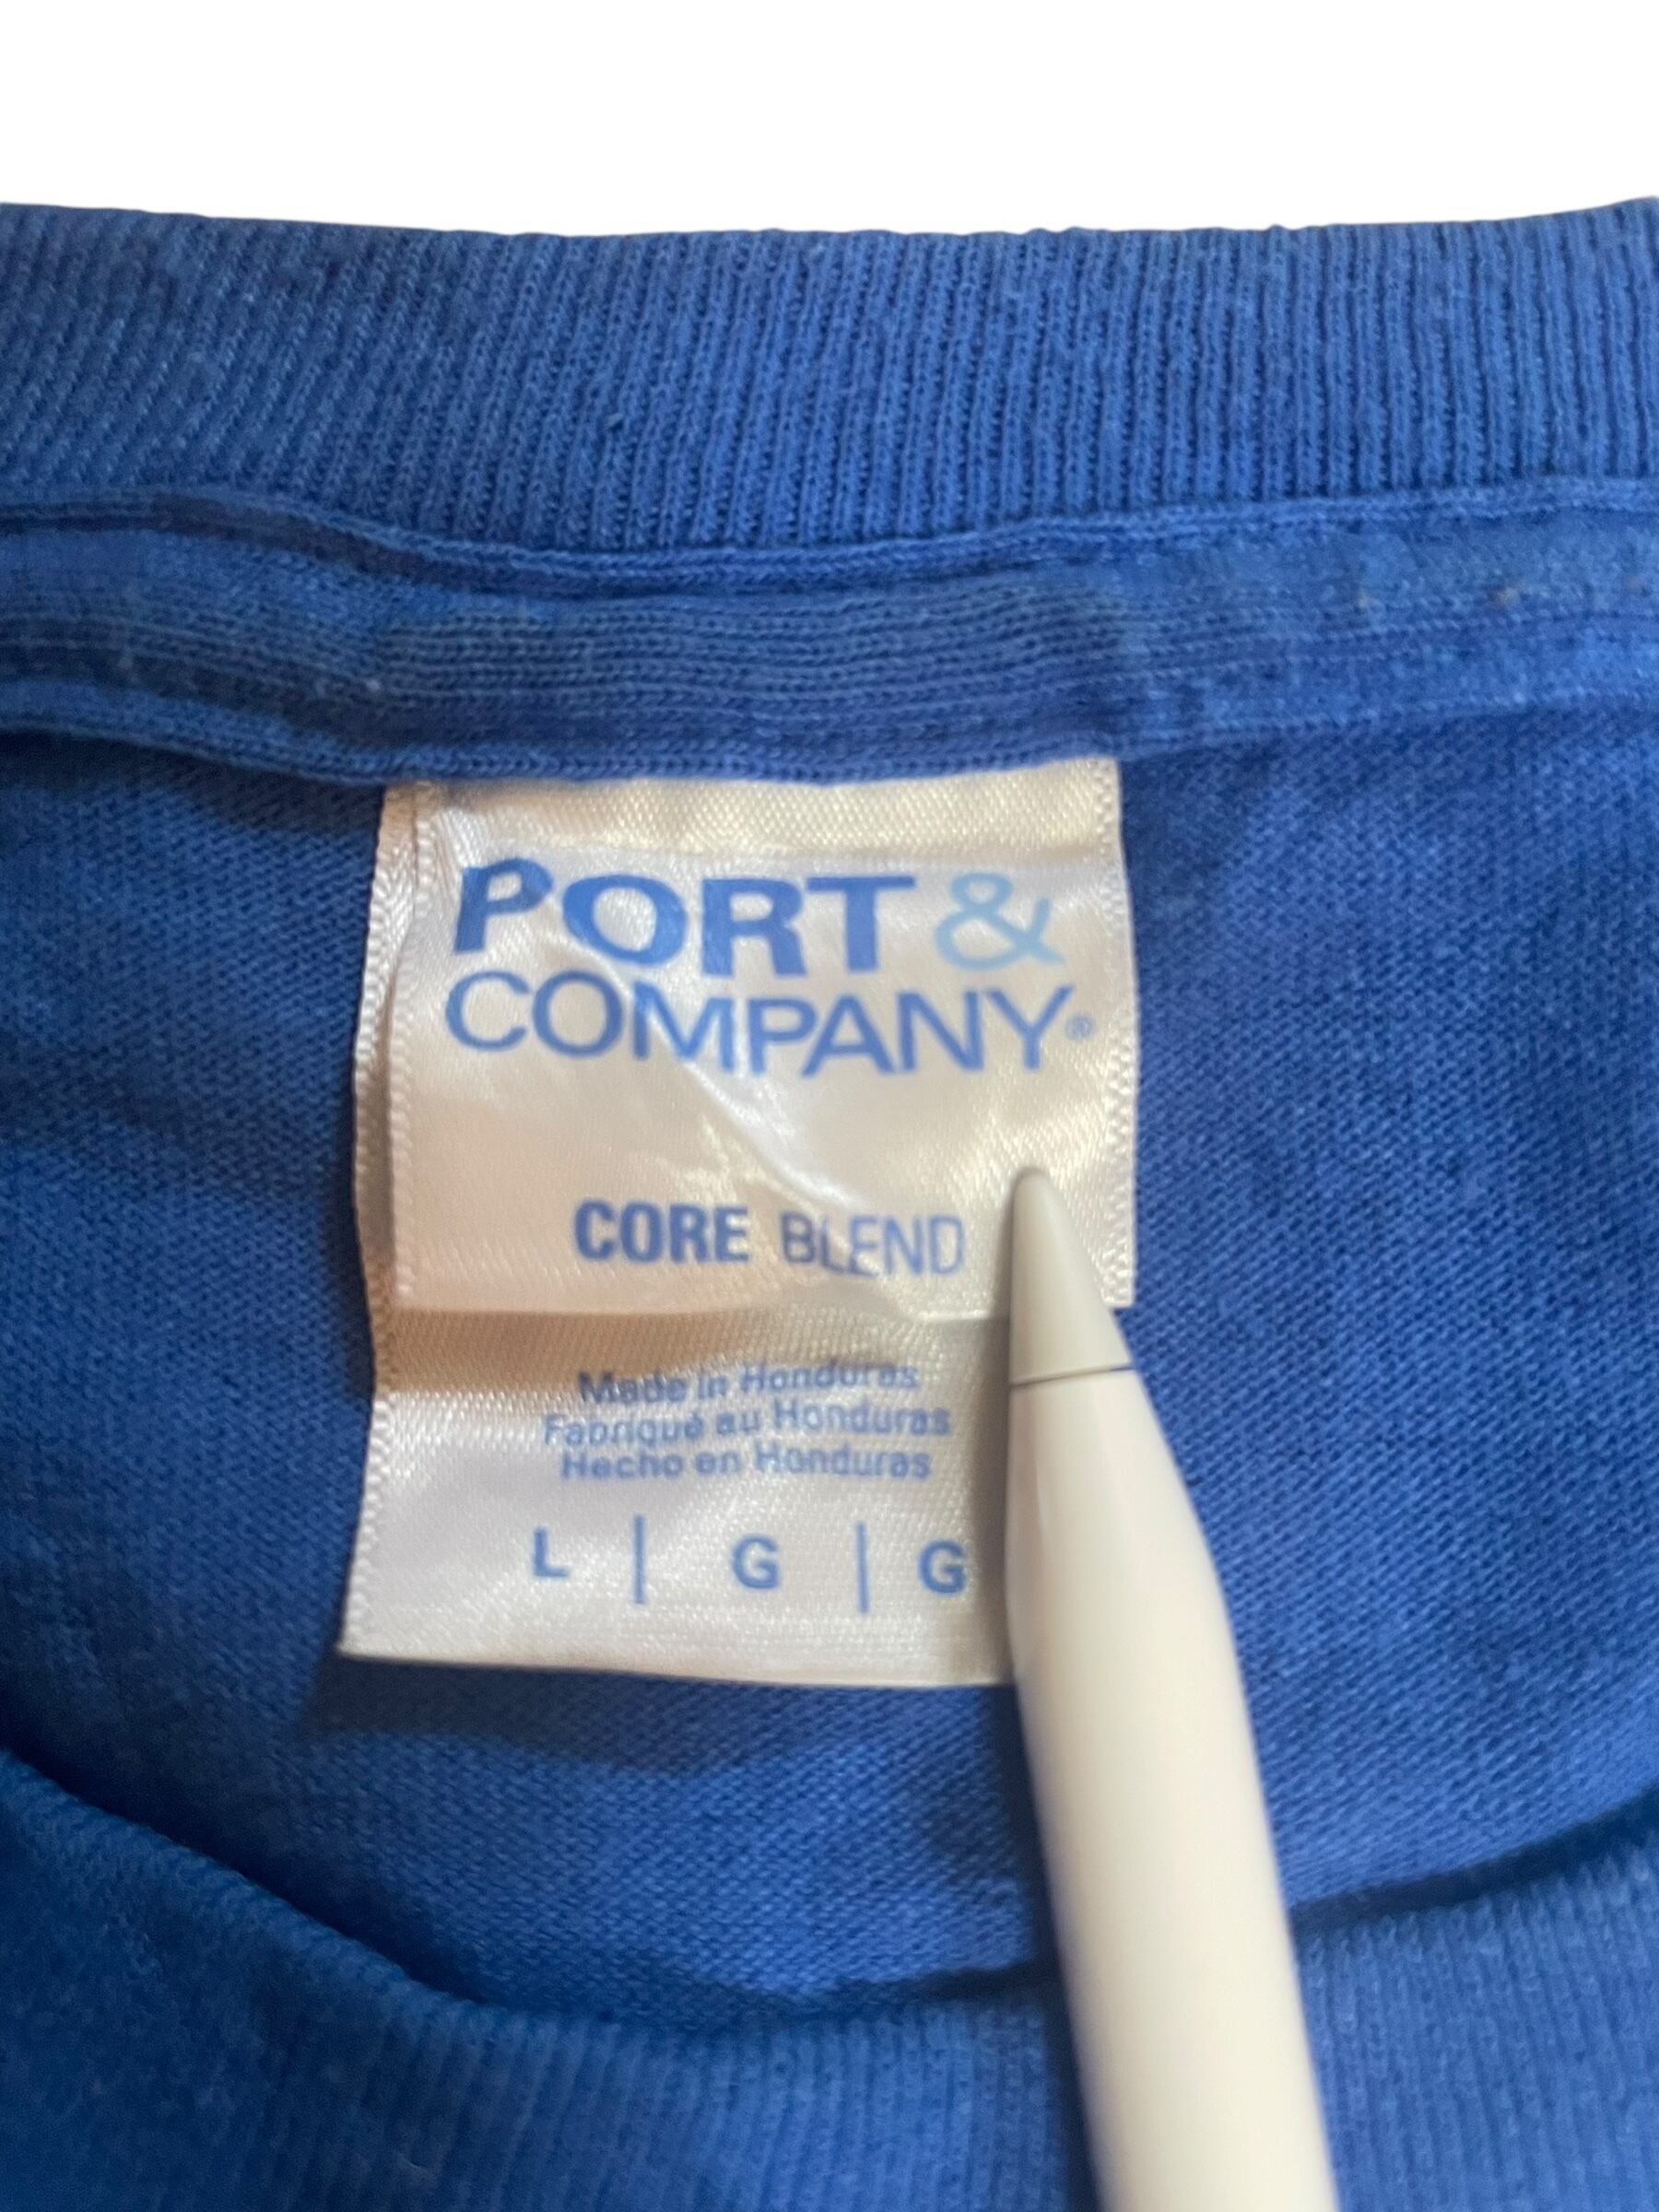 PORT &
COMPANY®
CORE BLEND
Made in Honduras
Fabriqué au Honduras
Hecho en Honduras
L | G | G